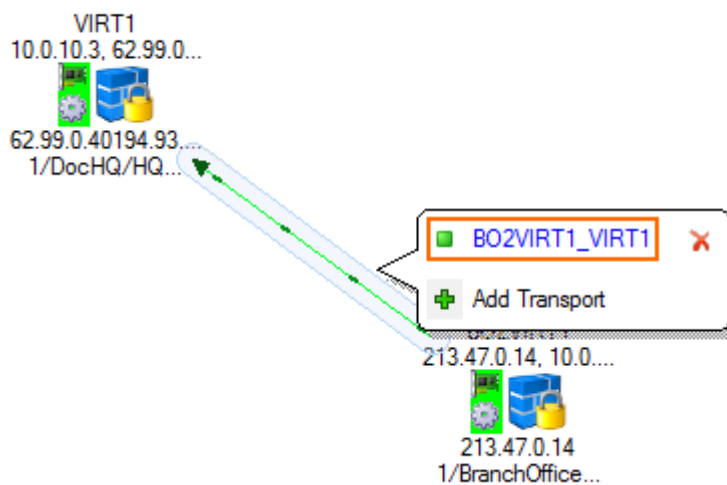 VIRT1
10.0.10.3, 62.99.0...
62.99.0.40194.93....
1/DocHQ/HQ...
BO2VIRT1_VIRT1
Add Transport
213.47.0.14, 10.0....
213.47.0.14
1/BranchOffice...